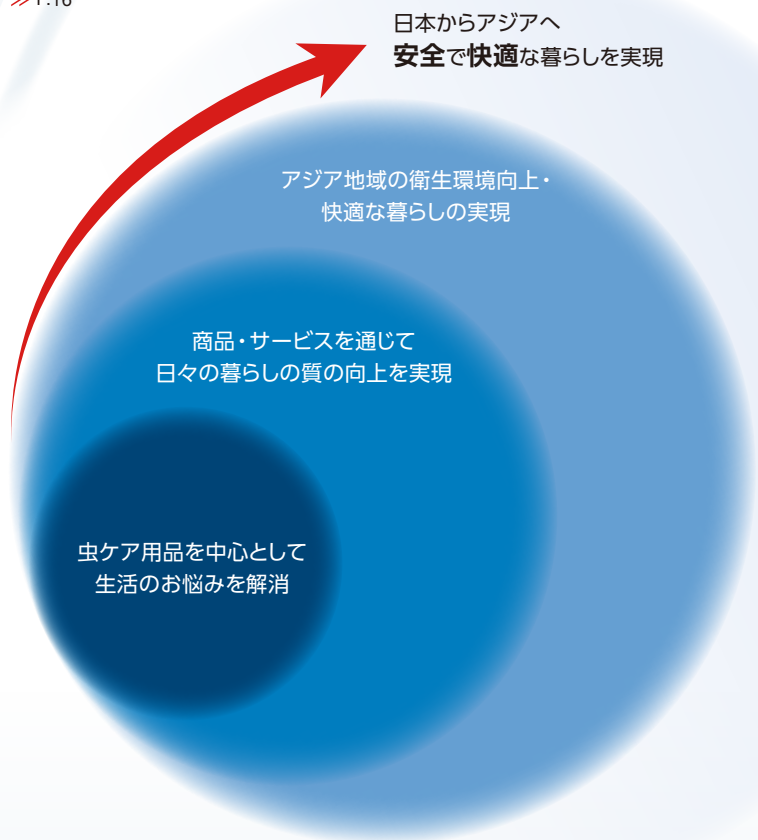 日本からアジアへ
安全で快適な暮らしを実現
アジア地域の衛生環境向上・
快適な暮らしの実現
商品・サービスを通じて
日々の暮らしの質の向上を実現
虫ケア用品を中心として
生活のお悩みを解消